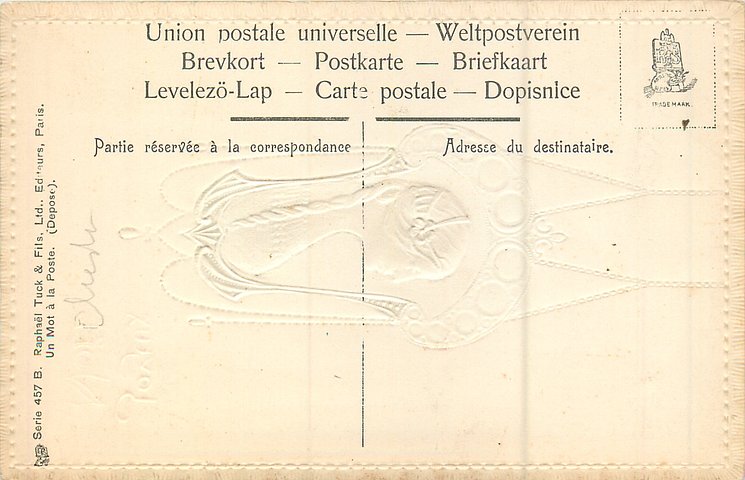 Union postale universelle — Weltpostverein
Brevkort — Postkarte — Briefkaart
Levelezö-Lap — Carte postale — Dopisnice
TRADE MARK.
Partie réservée à la correspondance
Adresse du destinataire.
Serie 457 B. Raphaël Tuck & Fils, Ltd., Editeurs, Paris.
Un Mot à la Poste. (Depose).